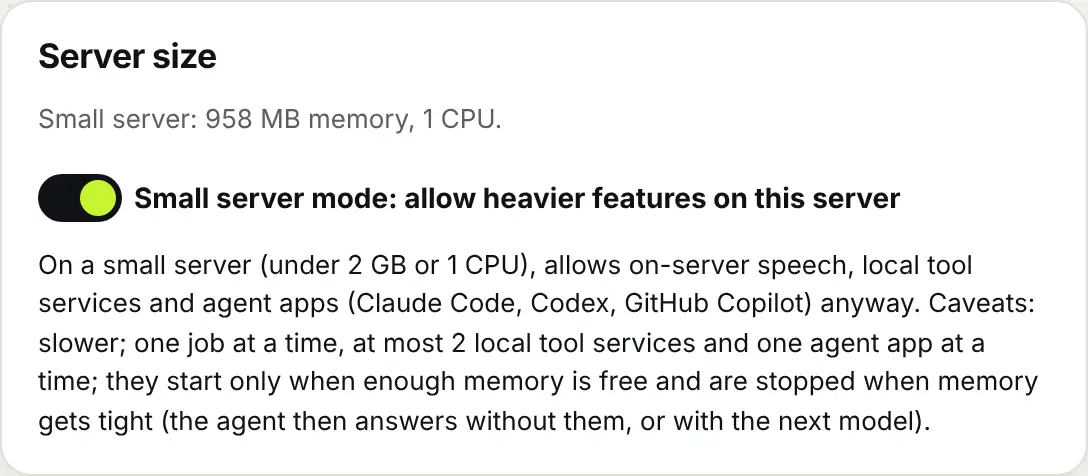 Server size
Small server: 958 MB memory, 1 CPU.
Small server mode: allow heavier features on this server
On a small server (under 2 GB or 1 CPU), allows on-server speech, local tool
services and agent apps (Claude Code, Codex, GitHub Copilot) anyway. Caveats:
slower; one job at a time, at most 2 local tool services and one agent app at a
time; they start only when enough memory is free and are stopped when memory
gets tight (the agent then answers without them, or with the next model).